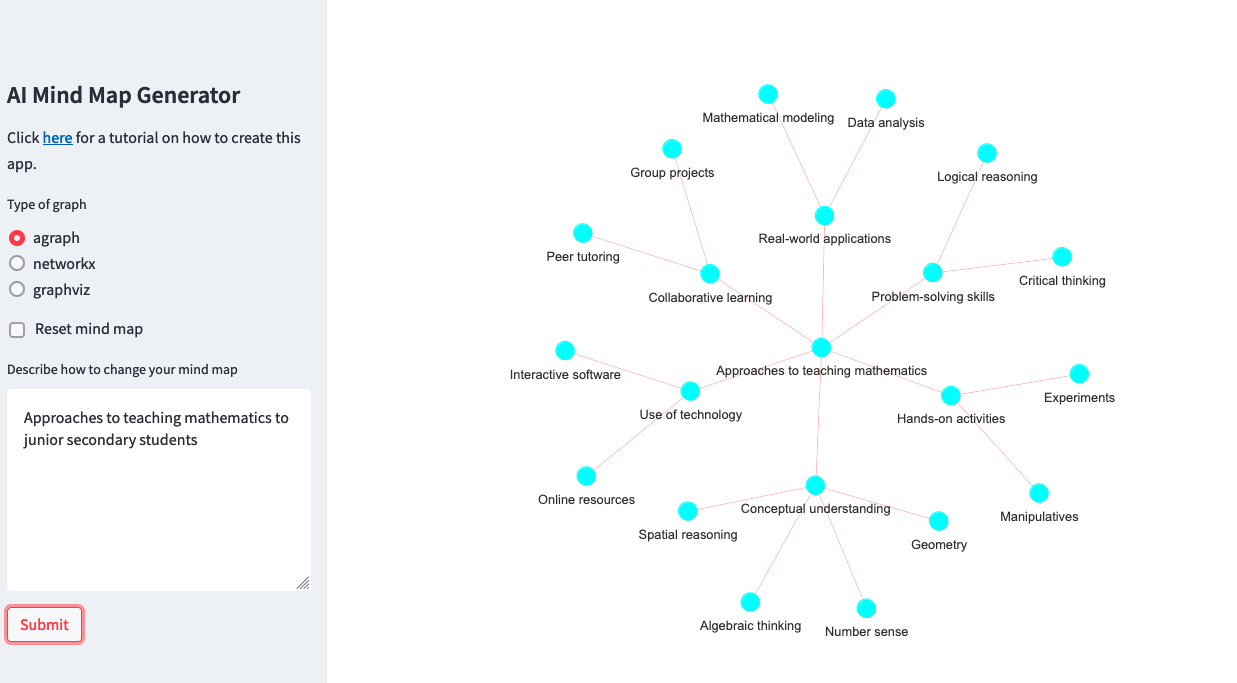 AI Mind Map Generator
Click here for a tutorial on how to create this
app.
Type of graph
agraph
networkx
graphviz
Reset mind map
Describe how to change your mind map
Approaches to teaching mathematics to
junior secondary students
Submit
Mathematical modeling
Data analysis
Group projects
Logical reasoning
Real-world applications
Peer tutoring
Critical thinking
Collaborative learning
Problem-solving skills
Interactive software
Approaches to teaching mathematics
Experiments
Use of technology
Hands-on activities
Online resources
Conceptual understanding
Manipulatives
Spatial reasoning
Geometry
Algebraic thinking
Number sense